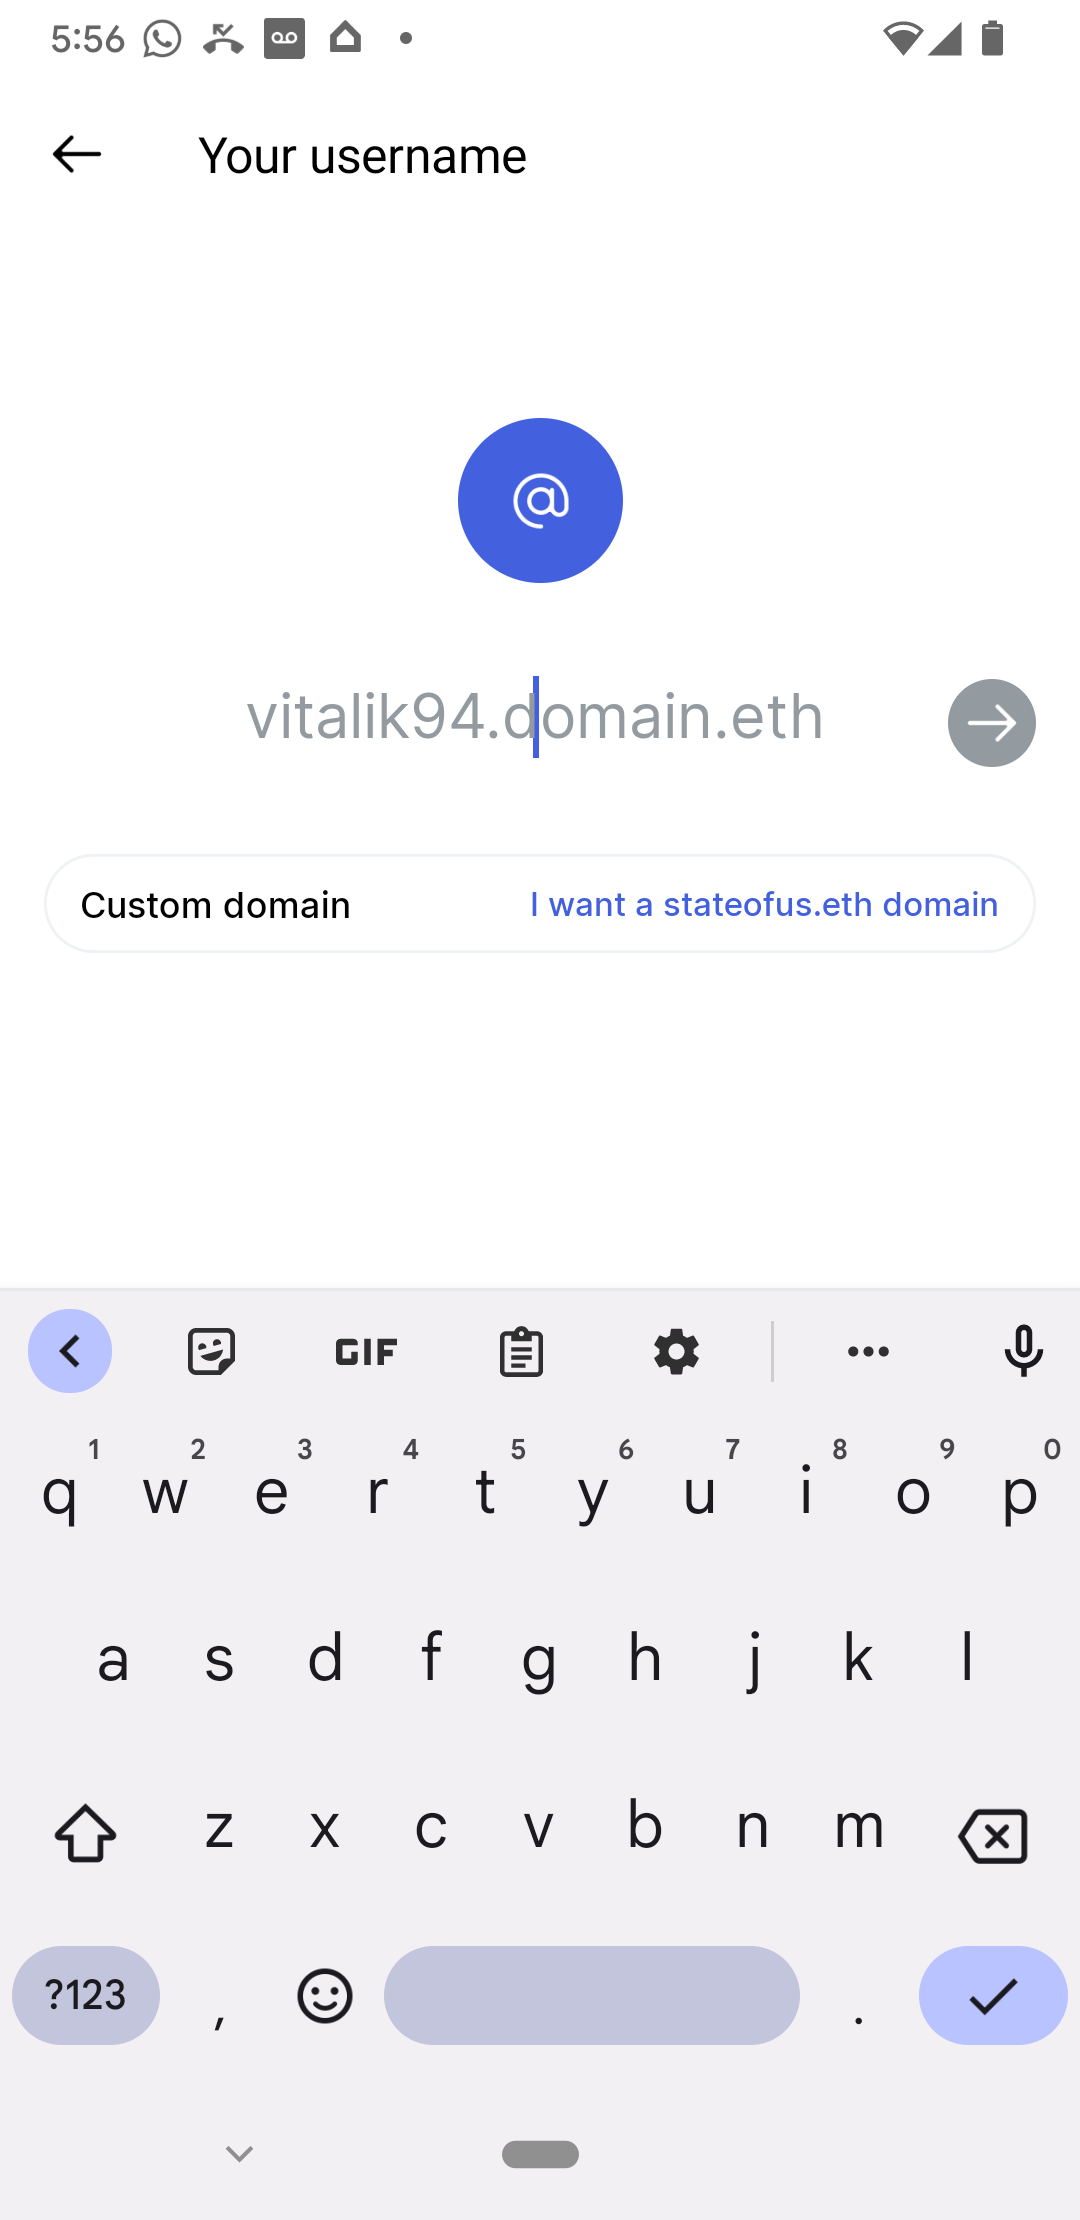 5:56
Your username
@
vitalik94.domain.eth
Custom domain
I want a stateofus.eth domain
GIF
1 2 3 4 5 6 7 8 9 0
q w e r t y u i o p
a s d f g h j k l
z x c v b n m
?123 , .